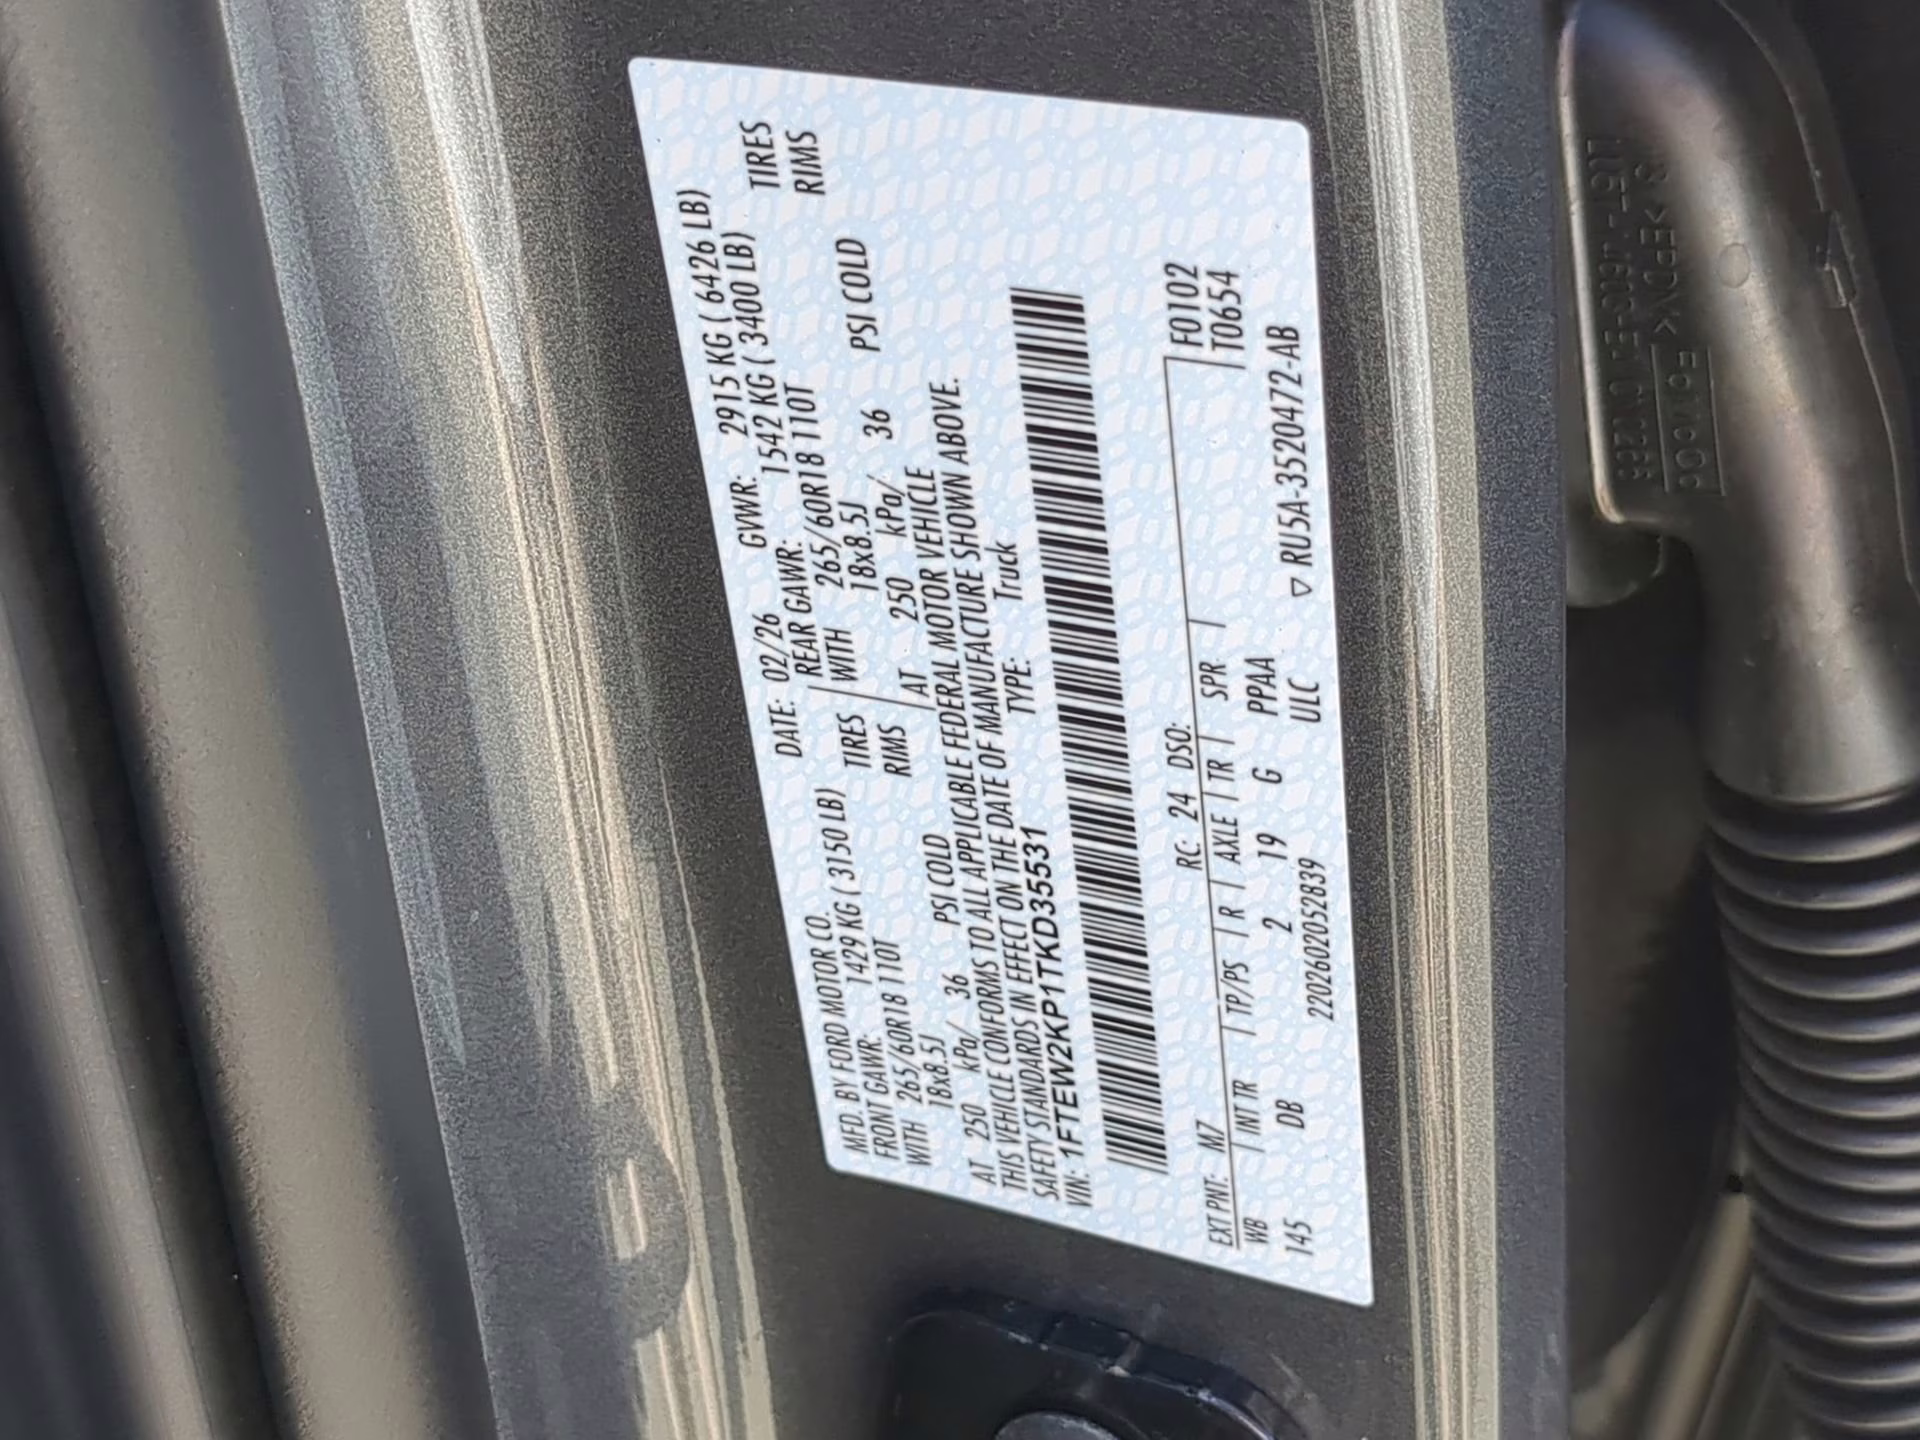 MFD. BY FORD MOTOR CO. DATE: 02/26 GVWR: 2915 KG ( 6426 LB)
FRONT GAWR: 1429 KG ( 3150 LB) REAR GAWR: 1542 KG ( 3400 LB)
WITH 265/60R18 110T TIRES WITH 265/60R18 110T TIRES
18x8.5J RIMS 18x8.5J RIMS
AT 250 kPa/ 36 PSI COLD AT 250 kPa/ 36 PSI COLD
THIS VEHICLE CONFORMS TO ALL APPLICABLE FEDERAL MOTOR VEHICLE
SAFETY STANDARDS IN EFFECT ON THE DATE OF MANUFACTURE SHOWN ABOVE.
VIN: 1FTEW2KP1TKD35531 TYPE: Truck
EXT PNT: M7 RC: 24 DSO: F0102
WB INT TR TP/PS R AXLE TR SPR T0654
145 DB 2 19 G PPAA
2202602052839 ULC ▽ RU5A-3520472-AB
>PEDX<